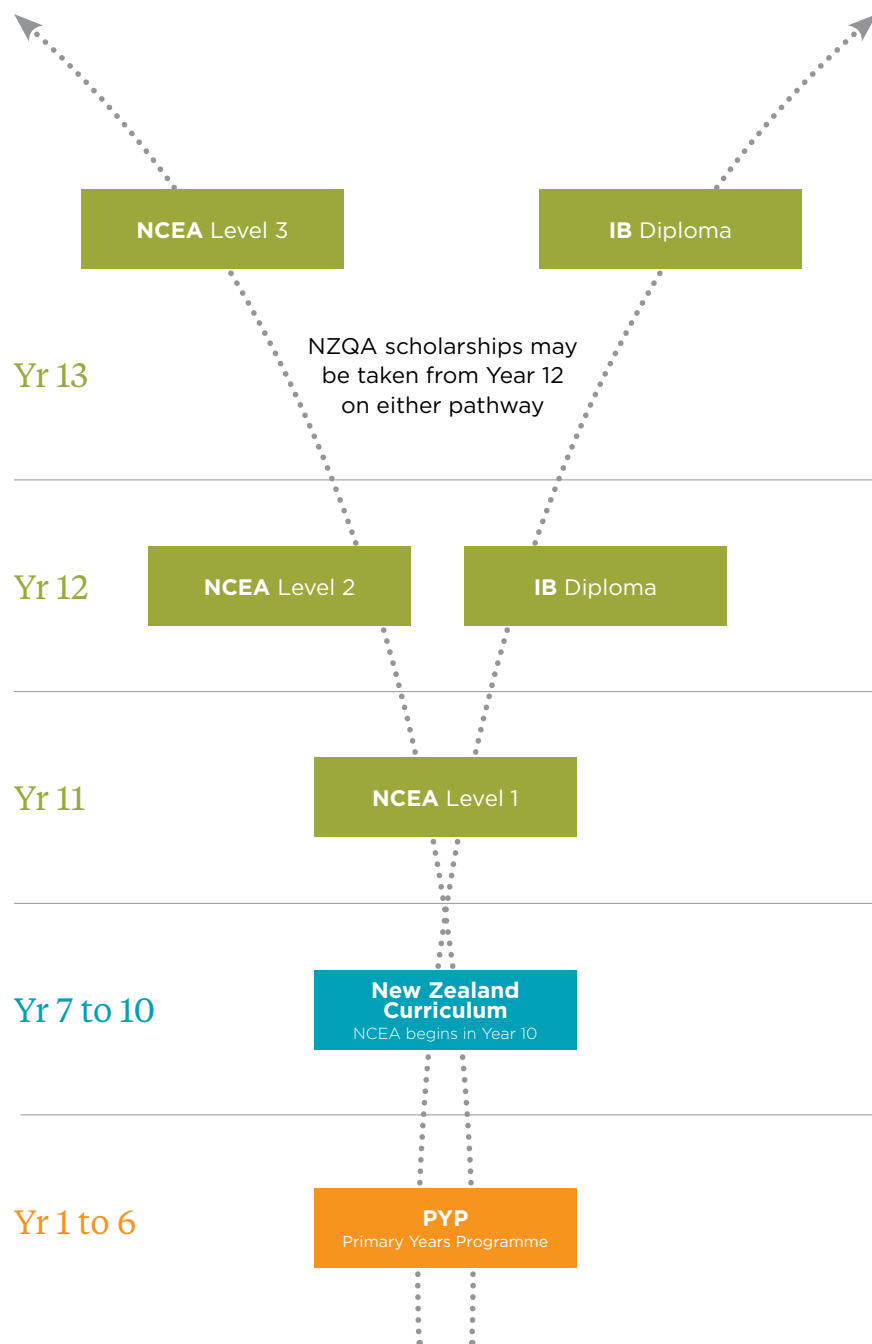 NCEA Level 3
IB Diploma
NZQA scholarships may
be taken from Year 12
on either pathway
Yr 13
Yr 12
NCEA Level 2
IB Diploma
Yr 11
NCEA Level 1
Yr 7 to 10
New Zealand
Curriculum
NCEA begins in Year 10
Yr 1 to 6
PYP
Primary Years Programme